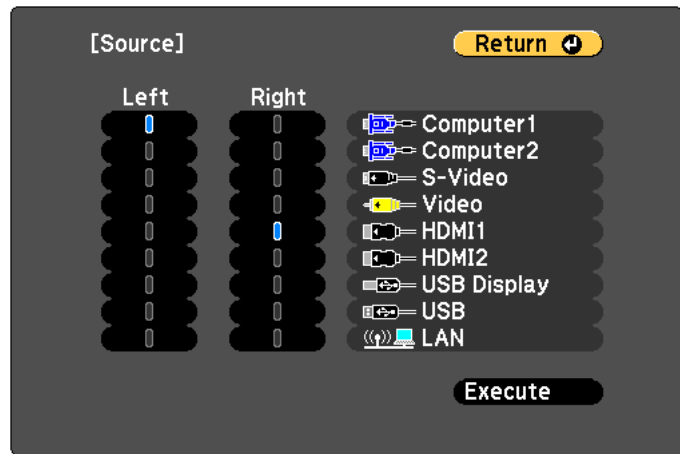 [Source]
Return
Left Right
Computer1
Computer2
S-Video
Video
HDMI1
HDMI2
USB Display
USB
LAN
Execute